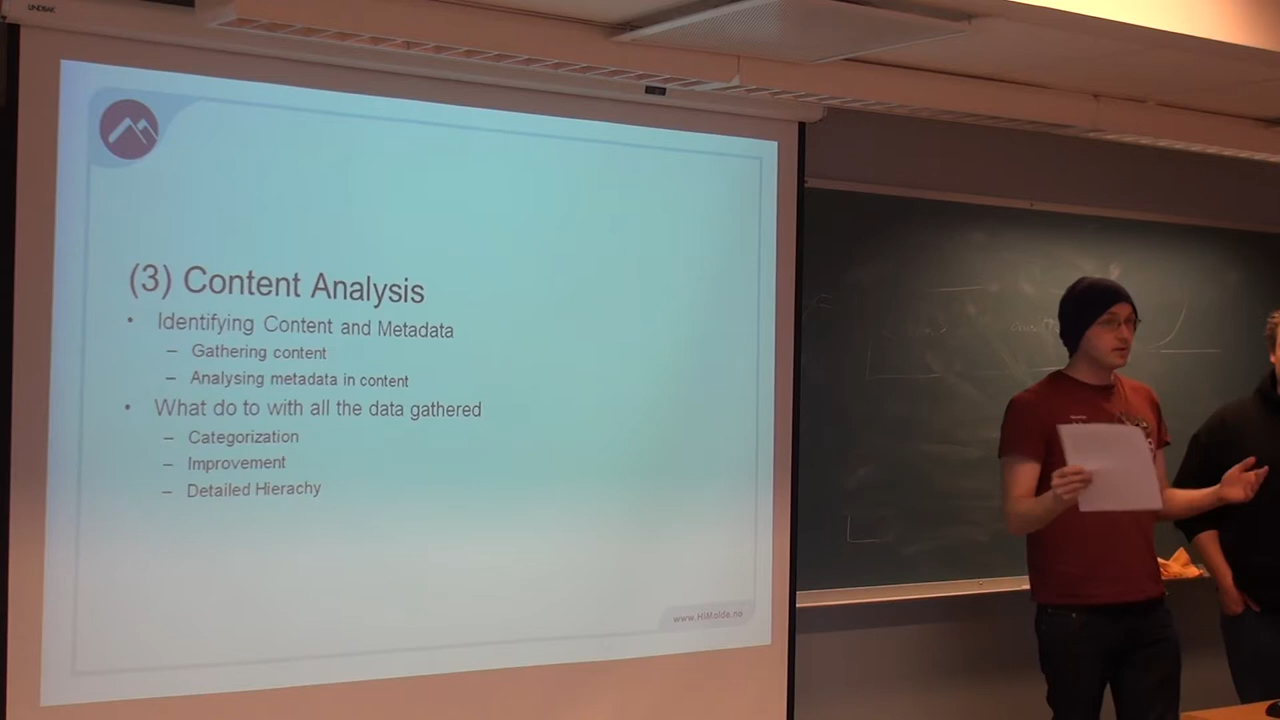 LINDBAK
(3) Content Analysis
• Identifying Content and Metadata
– Gathering content
– Analysing metadata in content
• What do to with all the data gathered
– Categorization
– Improvement
– Detailed Hierachy
www.HiMolde.no